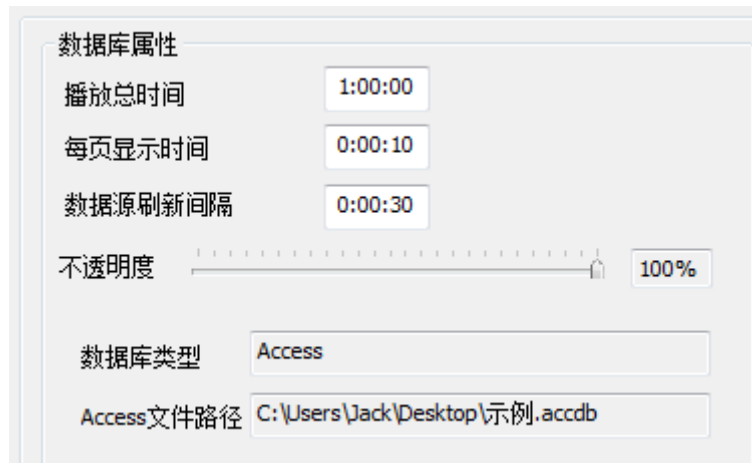 数据库属性
播放总时间 1:00:00
每页显示时间 0:00:10
数据源刷新间隔 0:00:30
不透明度 100%
数据库类型 Access
Access文件路径 C:\Users\Jack\Desktop\示例.accdb